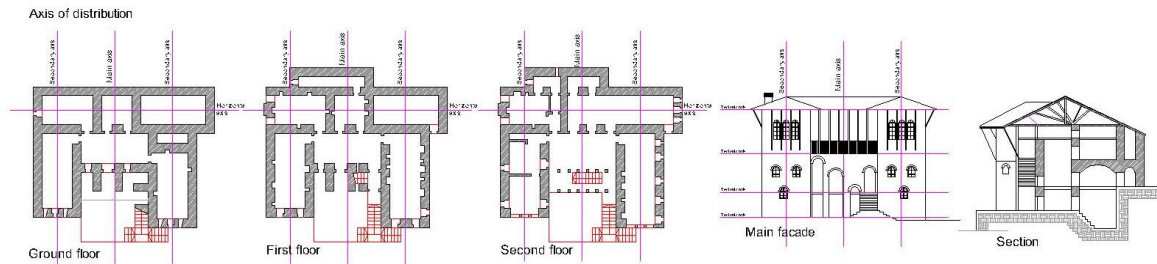 Axis of distribution
Secondary axis
Main axis
Secondary axis
Horizontal
axis
Ground floor
Secondary axis
Main axis
Secondary axis
axis
First floor
Secondary axis
Main axis
Secondary axis
axis
Second floor
Secondary axis
Main axis
Secondary axis
Main facade
Section